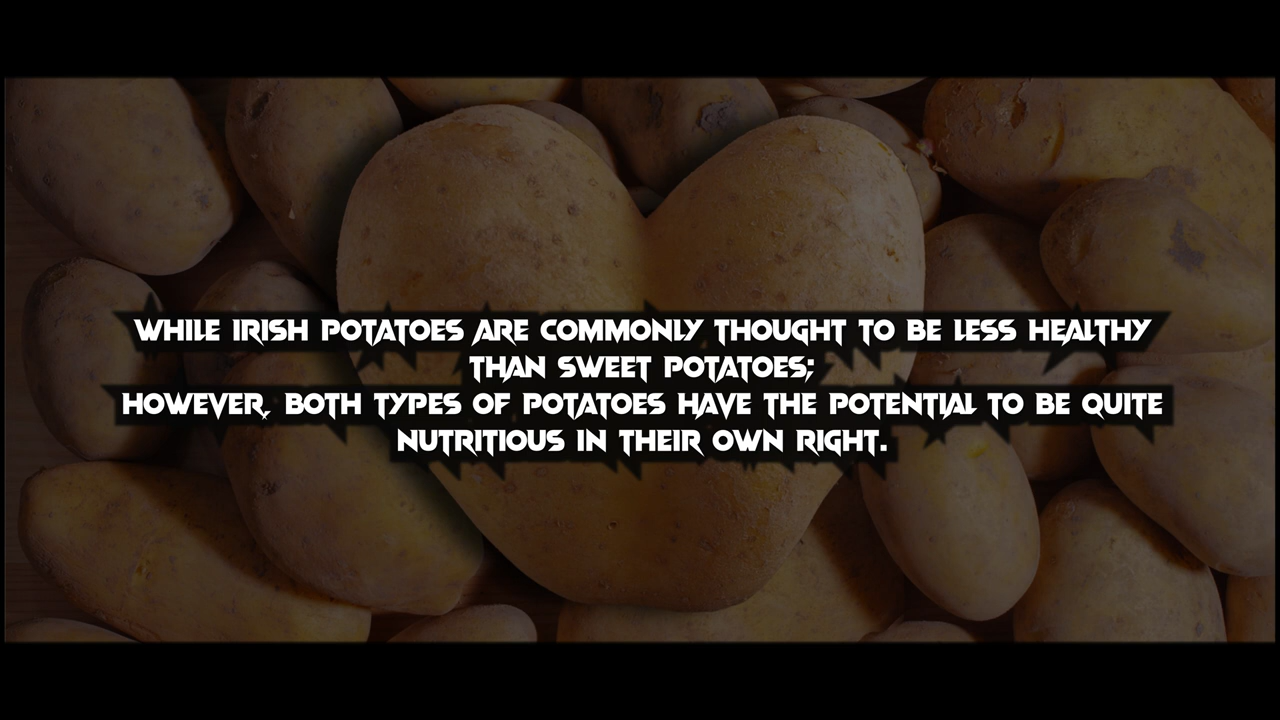 WHILE IRISH POTATOES ARE COMMONLY THOUGHT TO BE LESS HEALTHY
THAN SWEET POTATOES;
HOWEVER, BOTH TYPES OF POTATOES HAVE THE POTENTIAL TO BE QUITE
NUTRITIOUS IN THEIR OWN RIGHT.